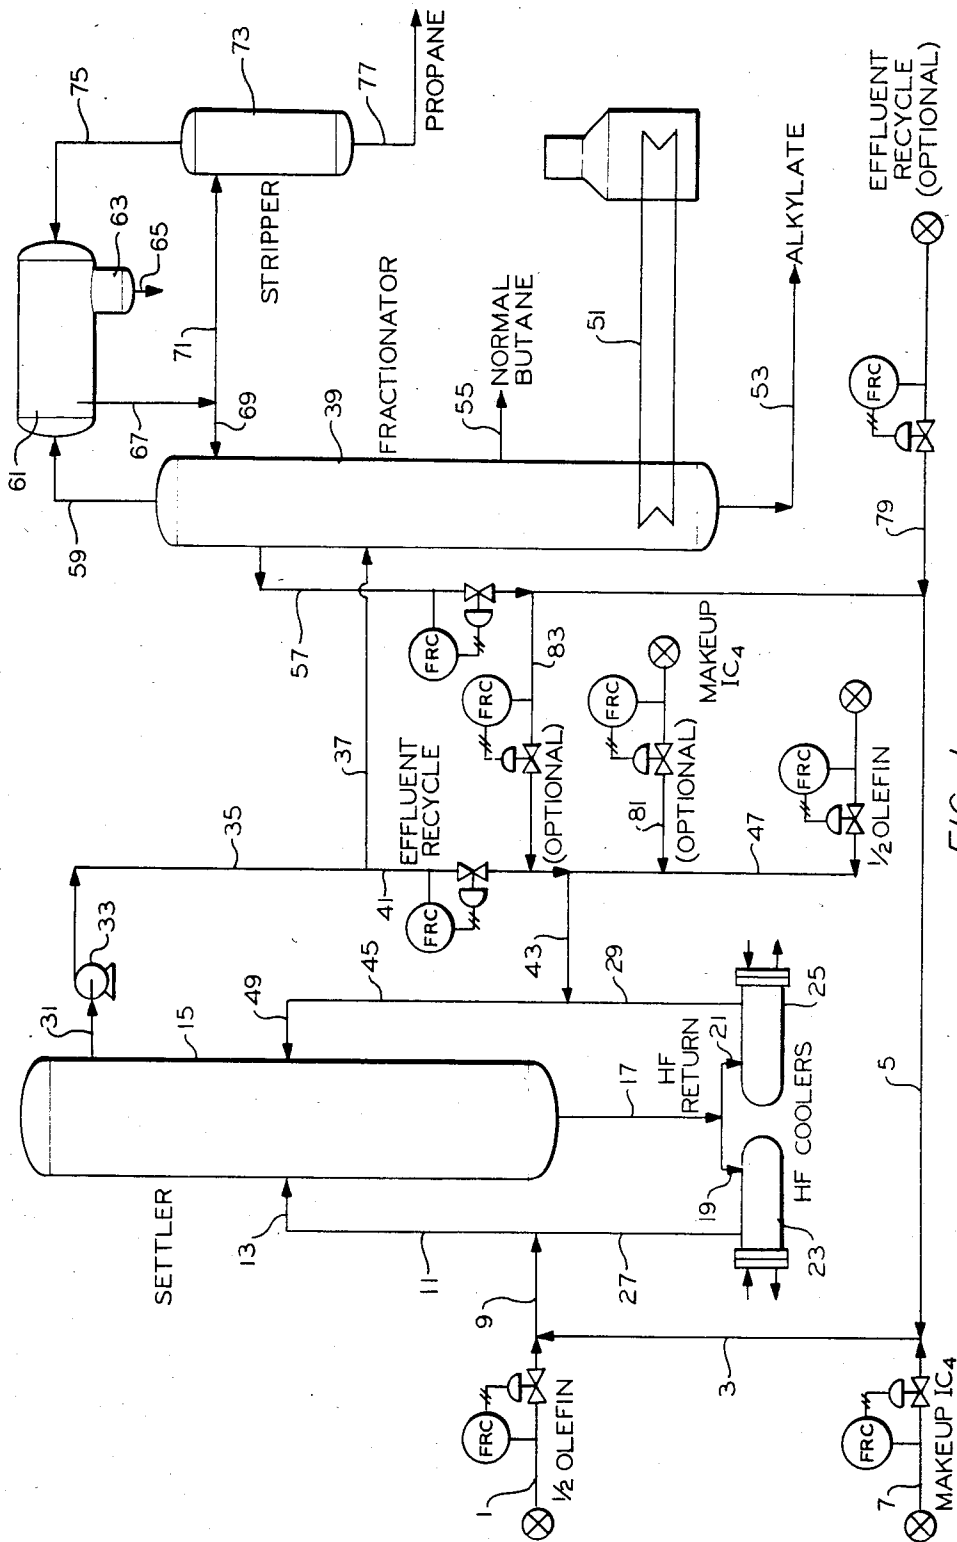 SETTLER
15
31
33
35
37
49
45
13
11
9
27
29
17
HF
RETURN
19
21
23
25
HF COOLERS
1
1/2 OLEFIN
FRC
3
5
7
MAKEUP IC4
FRC
41
EFFLUENT
RECYCLE
FRC
43
47
57
FRC
83
FRC
(OPTIONAL)
81
FRC
(OPTIONAL)
MAKEUP
IC4
FRC
1/2 OLEFIN
59
61
63
65
67
69
71
STRIPPER
73
75
77
PROPANE
FRACTIONATOR
39
55
NORMAL
BUTANE
51
53
ALKYLATE
79
FRC
EFFLUENT
RECYCLE
(OPTIONAL)